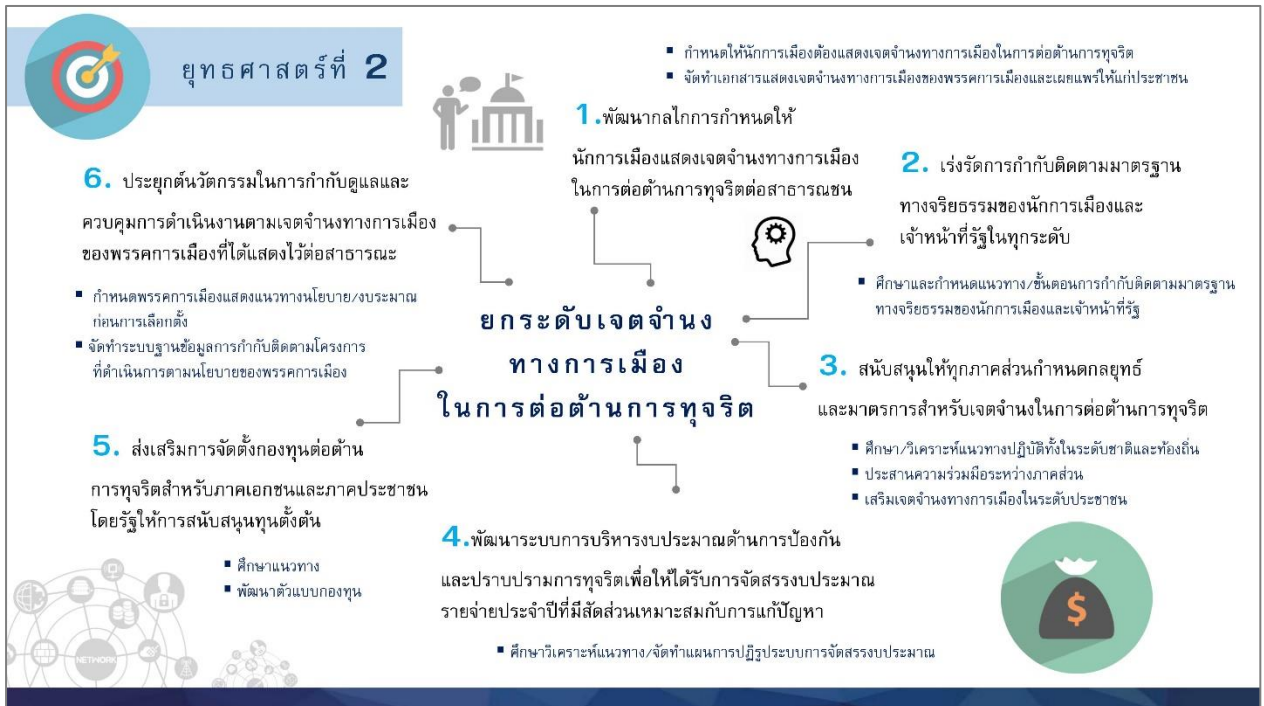 ยุทธศาสตร์ที่ 2
▪ กำหนดให้นักการเมืองต้องแสดงเจตจำนงทางการเมืองในการต่อต้านการทุจริต
▪ จัดทำเอกสารแสดงเจตจำนงทางการเมืองของพรรคการเมืองและเผยแพร่ให้แก่ประชาชน
1.พัฒนากลไกการกำหนดให้
นักการเมืองแสดงเจตจำนงทางการเมือง
ในการต่อต้านการทุจริตต่อสาธารณชน
2. เร่งรัดการกำกับติดตามมาตรฐาน
ทางจริยธรรมของนักการเมืองและ
เจ้าหน้าที่รัฐในทุกระดับ
▪ ศึกษาและกำหนดแนวทาง/ขั้นตอนการกำกับติดตามมาตรฐาน
ทางจริยธรรมของนักการเมืองและเจ้าหน้าที่รัฐ
ยกระดับเจตจำนง
ทางการเมือง
ในการต่อต้านการทุจริต
3. สนับสนุนให้ทุกภาคส่วนกำหนดกลยุทธ์
และมาตรการสำหรับเจตจำนงในการต่อต้านการทุจริต
▪ ศึกษา/วิเคราะห์แนวทางปฏิบัติทั้งในระดับชาติและท้องถิ่น
▪ ประสานความร่วมมือระหว่างภาคส่วน
▪ เสริมเจตจำนงทางการเมืองในระดับประชาชน
4.พัฒนาระบบการบริหารงบประมาณด้านการป้องกัน
และปราบปรามการทุจริตเพื่อให้ได้รับการจัดสรรงบประมาณ
รายจ่ายประจำปีที่มีสัดส่วนเหมาะสมกับการแก้ปัญหา
▪ ศึกษาวิเคราะห์แนวทาง/จัดทำแผนการปฏิรูประบบการจัดสรรงบประมาณ
5. ส่งเสริมการจัดตั้งกองทุนต่อต้าน
การทุจริตสำหรับภาคเอกชนและภาคประชาชน
โดยรัฐให้การสนับสนุนทุนตั้งต้น
▪ ศึกษาแนวทาง
▪ พัฒนาตัวแบบกองทุน
6. ประยุกต์นวัตกรรมในการกำกับดูแลและ
ควบคุมการดำเนินงานตามเจตจำนงทางการเมือง
ของพรรคการเมืองที่ได้แสดงไว้ต่อสาธารณะ
▪ กำหนดพรรคการเมืองแสดงแนวทางนโยบาย/งบประมาณ
ก่อนการเลือกตั้ง
▪ จัดทำระบบฐานข้อมูลการกำกับติดตามโครงการ
ที่ดำเนินการตามนโยบายของพรรคการเมือง
NETWORK
$